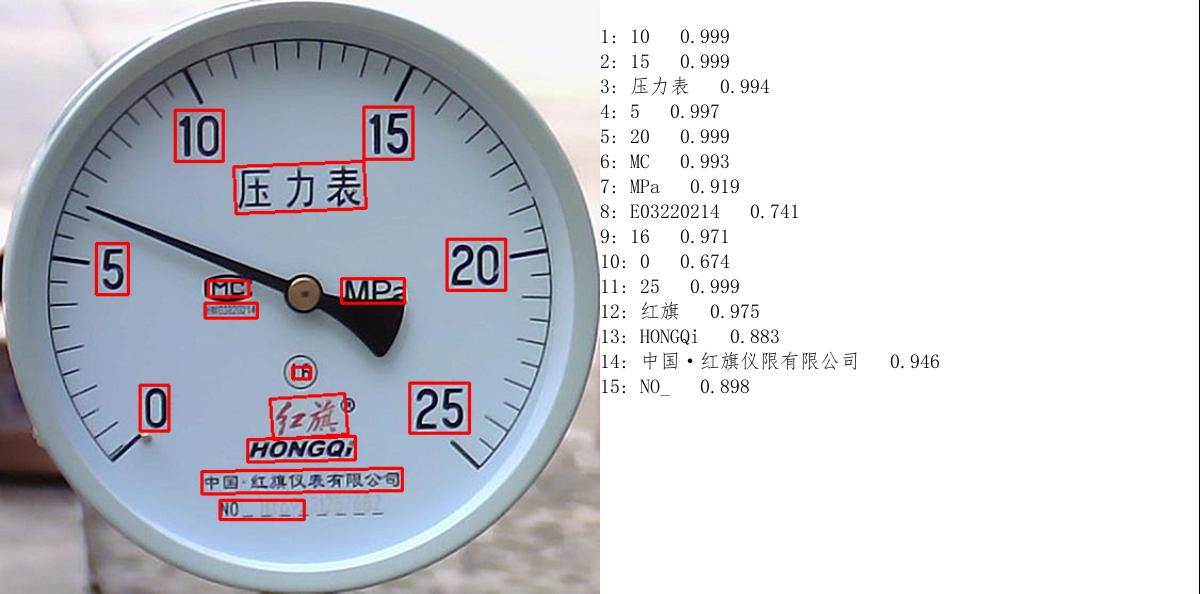 10
15
压力表
5
20
MC
MPa
16
0
25
红旗®
HONGQi
中国·红旗仪表有限公司
NO_
1: 10 0.999
2: 15 0.999
3: 压力表 0.994
4: 5 0.997
5: 20 0.999
6: MC 0.993
7: MPa 0.919
8: E03220214 0.741
9: 16 0.971
10: 0 0.674
11: 25 0.999
12: 红旗 0.975
13: HONGQi 0.883
14: 中国·红旗仪限有限公司 0.946
15: NO_ 0.898